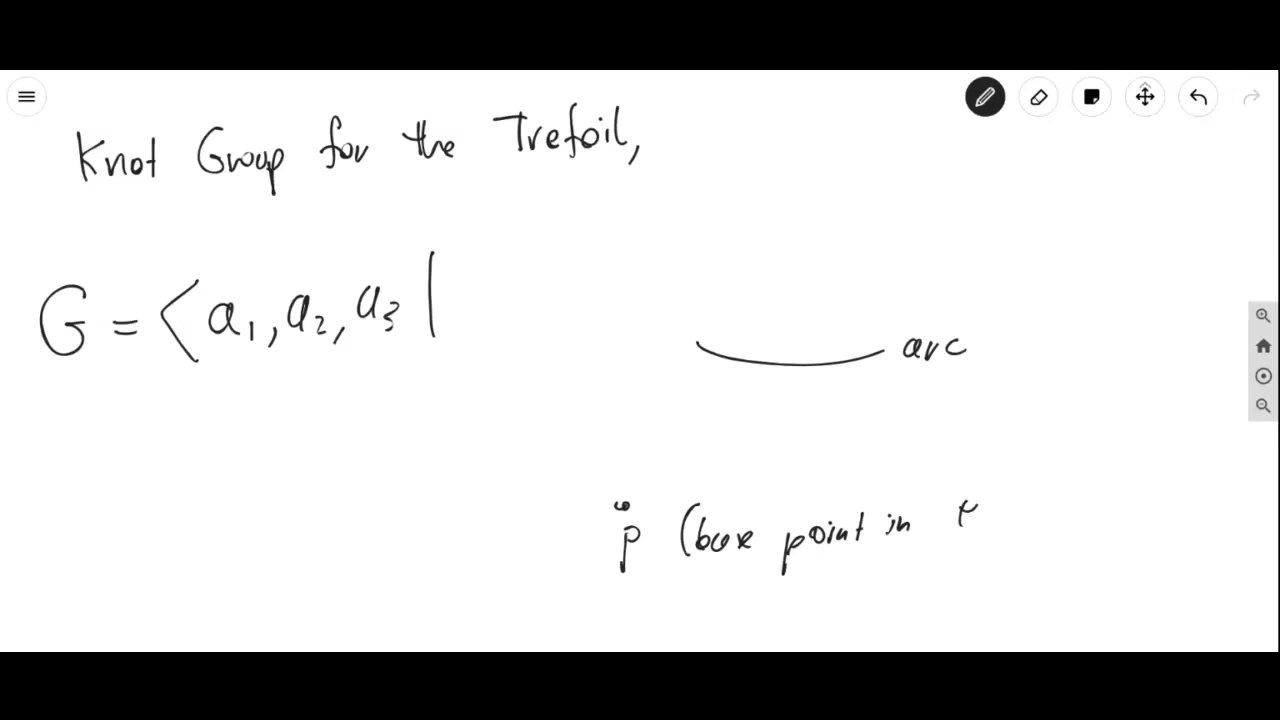 Knot Group for the Trefoil,
G = ⟨ a₁, a₂, a₃ |
arc
p (base point in